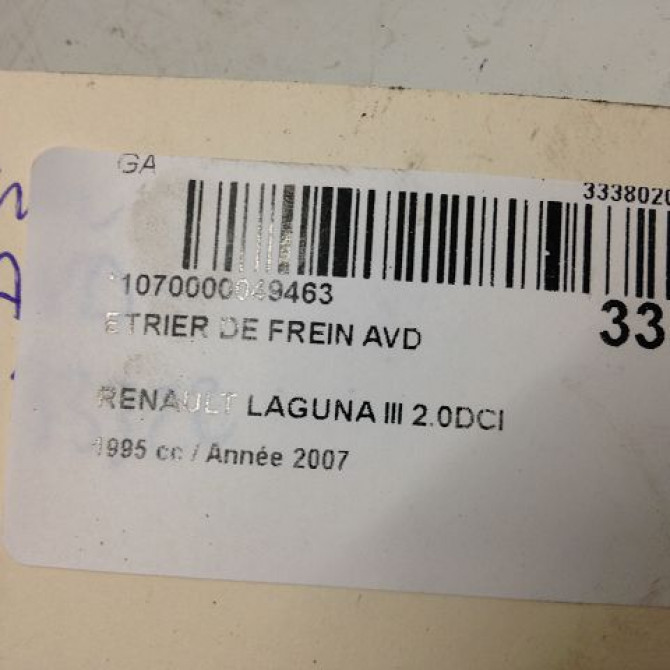 GA
3338020
*1070000049463
33
ETRIER DE FREIN AVD
RENAULT LAGUNA III 2.0DCI
1995 cc / Année 2007